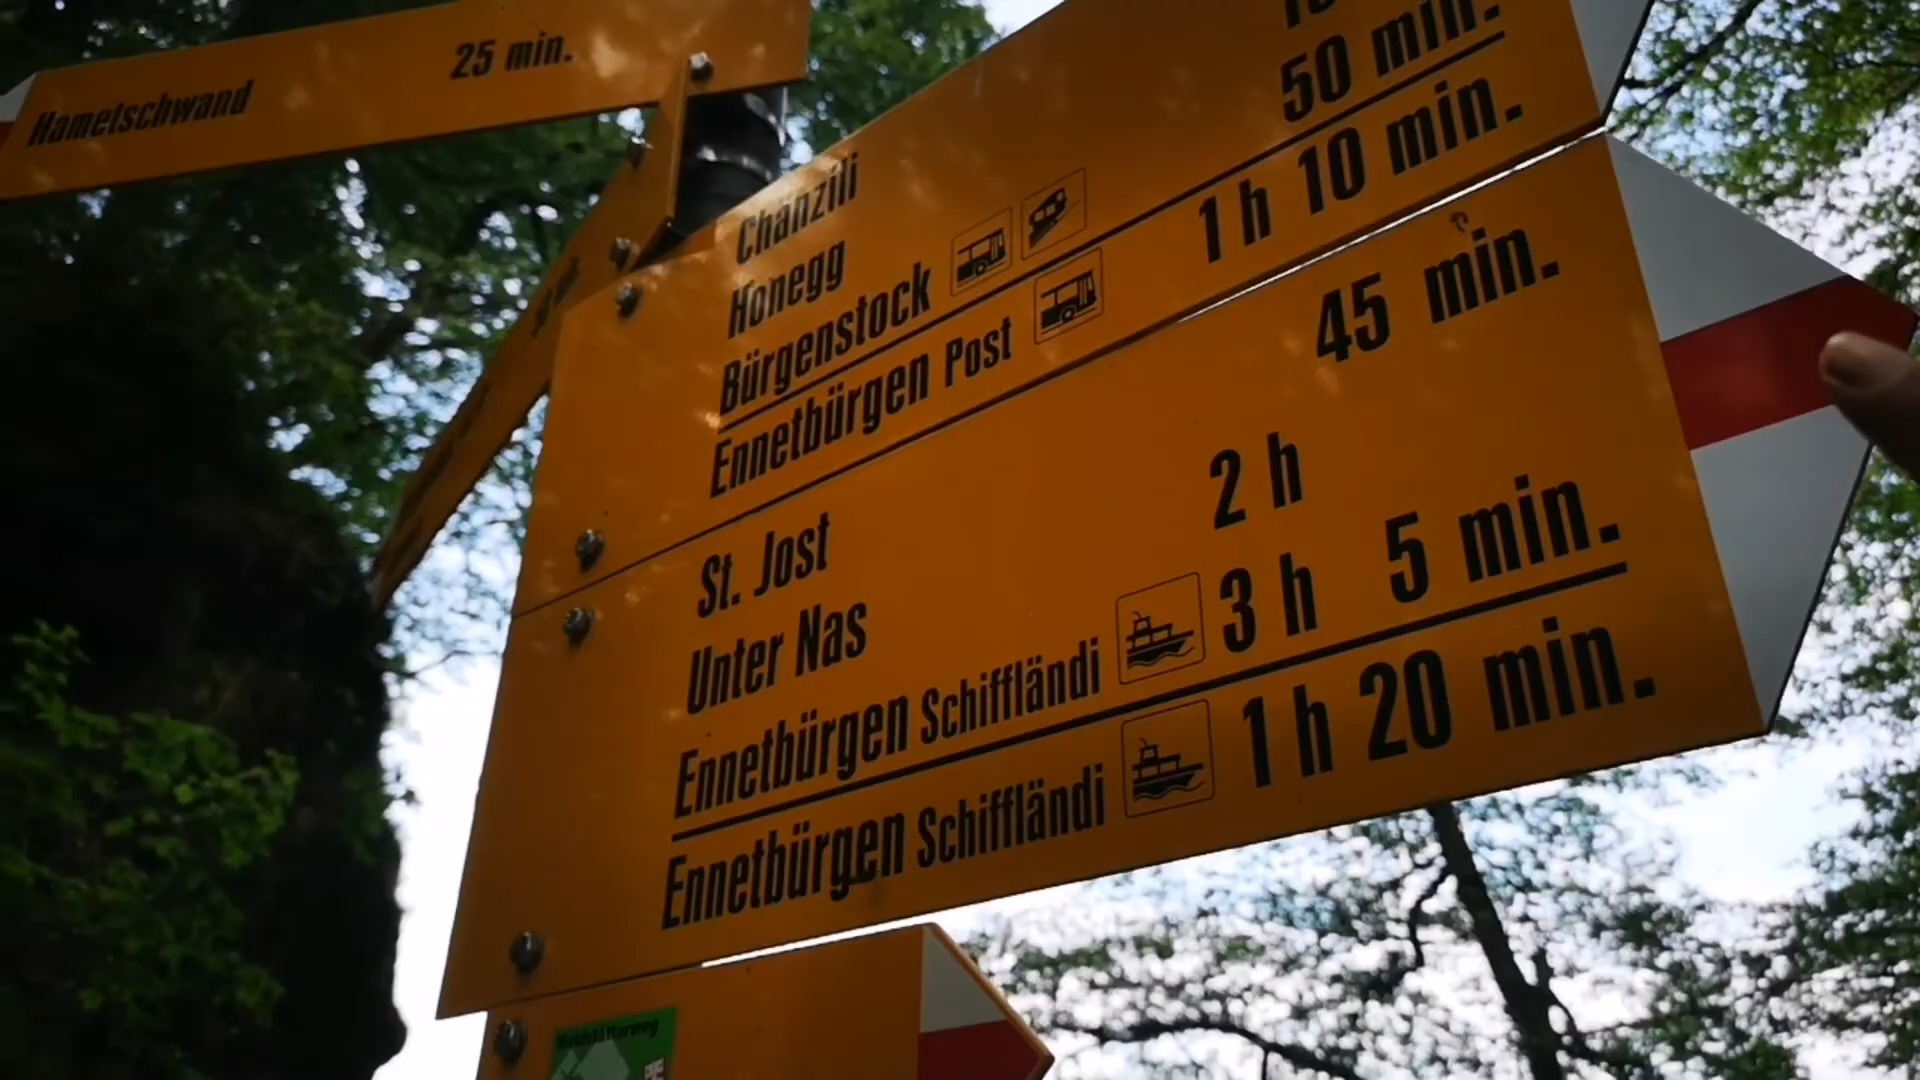 Hametschwand 25 min.
Chänzili
Honegg 50 min.
Bürgenstock
Ennetbürgen Post 1 h 10 min.
St. Jost 45 min.
Unter Nas 2 h
Ennetbürgen Schiffländi 3 h 5 min.
Ennetbürgen Schiffländi 1 h 20 min.
Waldstätterweg